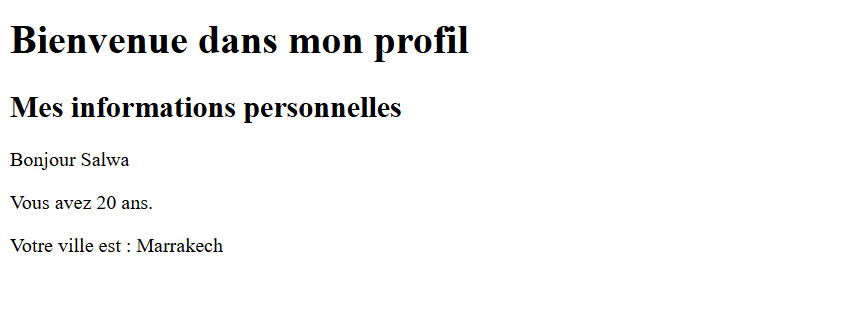 Bienvenue dans mon profil
Mes informations personnelles
Bonjour Salwa
Vous avez 20 ans.
Votre ville est : Marrakech